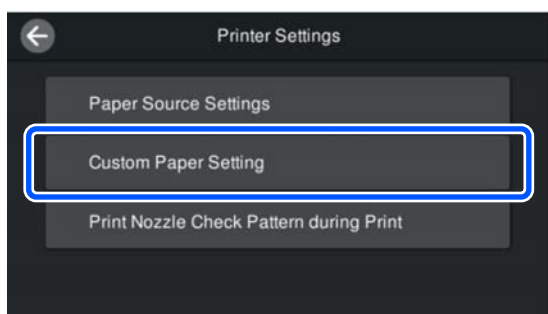 Printer Settings
Paper Source Settings
Custom Paper Setting
Print Nozzle Check Pattern during Print